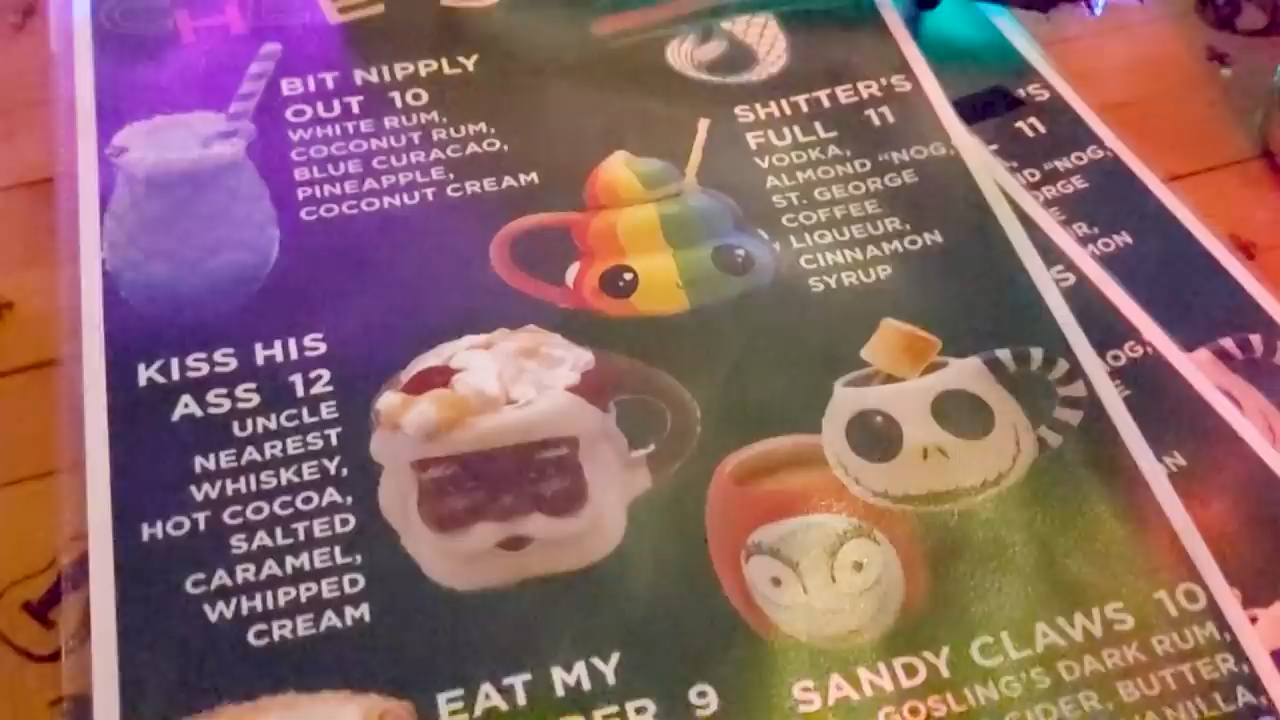 BIT NIPPLY
OUT 10
WHITE RUM,
COCONUT RUM,
BLUE CURACAO,
PINEAPPLE,
COCONUT CREAM
SHITTER'S
FULL 11
VODKA,
ALMOND "NOG,
ST. GEORGE
COFFEE
LIQUEUR,
CINNAMON
SYRUP
KISS HIS
ASS 12
UNCLE
NEAREST
WHISKEY,
HOT COCOA,
SALTED
CARAMEL,
WHIPPED
CREAM
EAT MY
9
SANDY CLAWS 10
GOSLING'S DARK RUM,
CIDER, BUTTER,
VANILLA,
'S
11